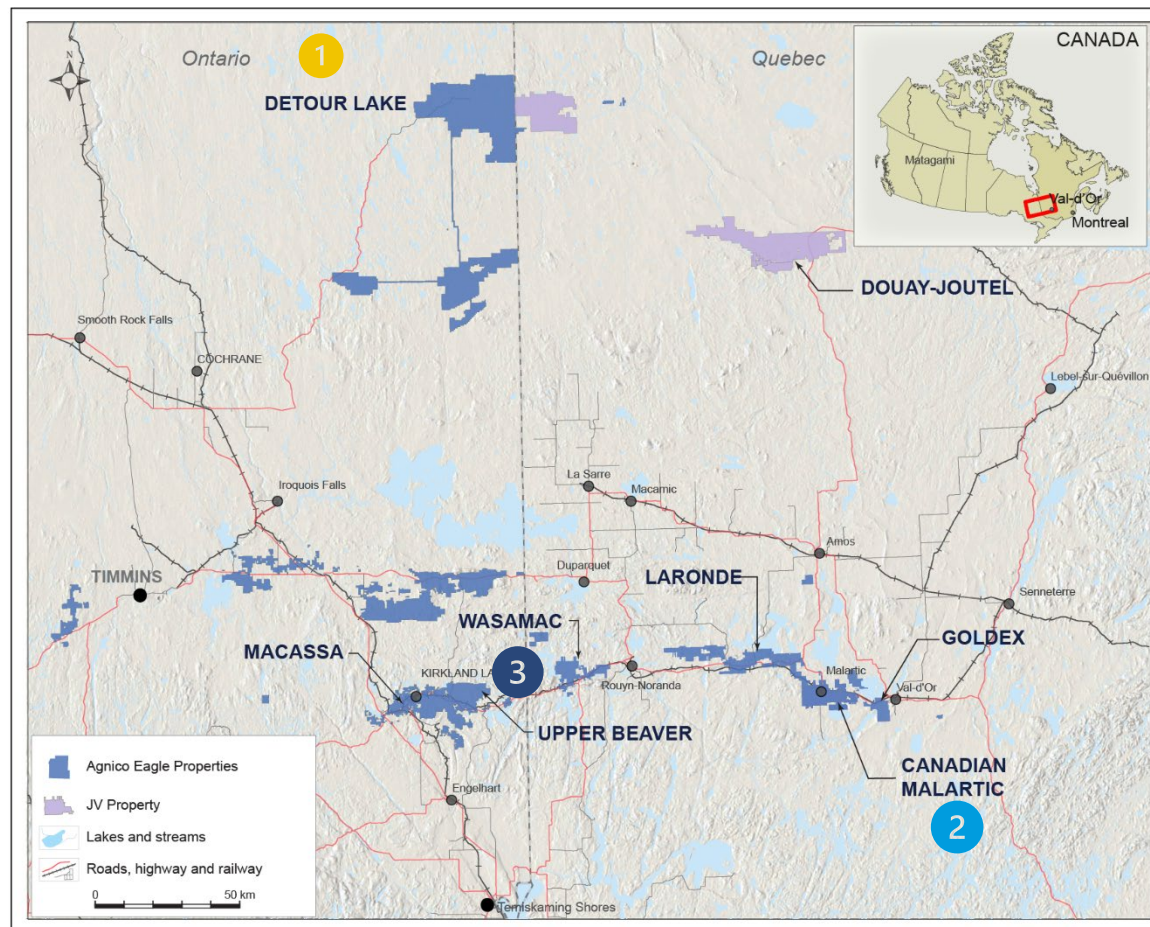 N
Ontario
1
Quebec
DETOUR LAKE
CANADA
Matagami
Val-d'Or
Montreal
DOUAY-JOUTEL
Smooth Rock Falls
COCHRANE
Lebel-sur-Quévillon
La Sarre
Macamic
Iroquois Falls
Amos
TIMMINS
Duparquet
LARONDE
Senneterre
WASAMAC
GOLDEX
MACASSA
KIRKLAND LA
3
Rouyn-Noranda
Malartic
Val-d'Or
UPPER BEAVER
CANADIAN
MALARTIC
2
Engelhart
Temiskaming Shores
Agnico Eagle Properties
JV Property
Lakes and streams
Roads, highway and railway
0 50 km